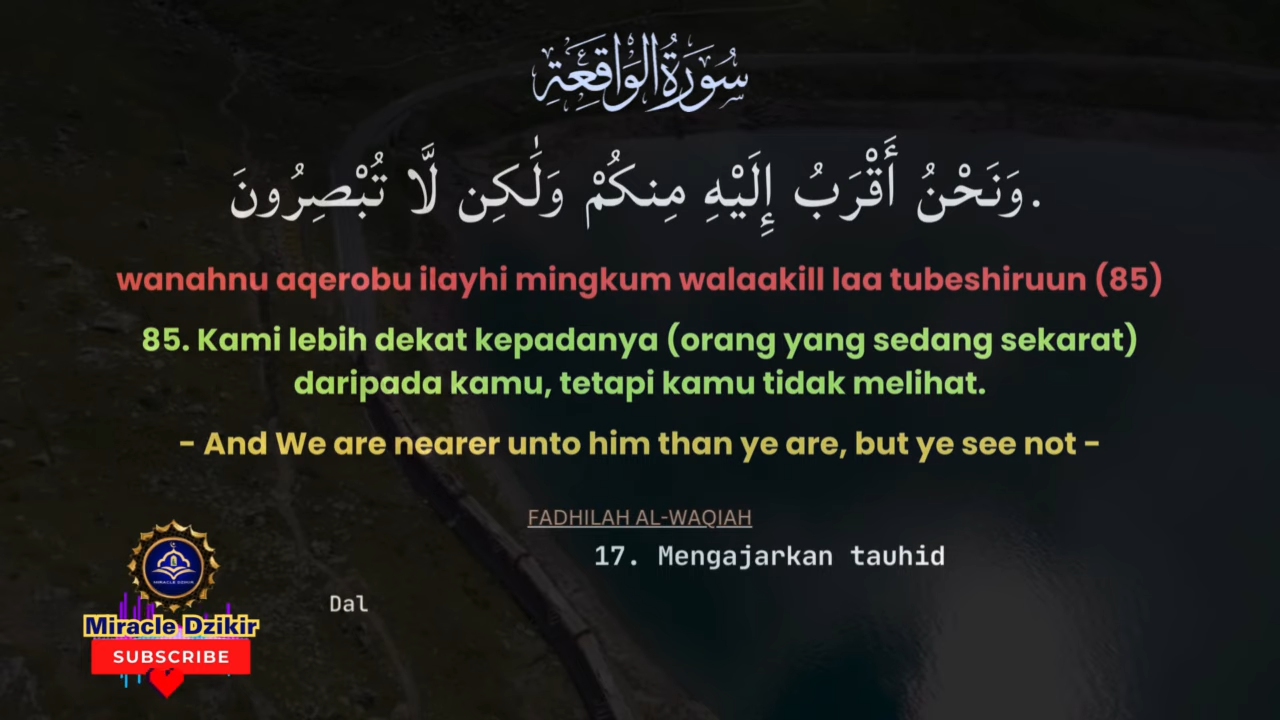 سُورَةُ الوَاقِعَةِ
وَنَحْنُ أَقْرَبُ إِلَيْهِ مِنكُمْ وَلَٰكِن لَّا تُبْصِرُونَ.
wanahnu aqerobu ilayhi mingkum walaakill laa tubeshiruun (85)
85. Kami lebih dekat kepadanya (orang yang sedang sekarat)
daripada kamu, tetapi kamu tidak melihat.
- And We are nearer unto him than ye are, but ye see not -
FADHILAH AL-WAQIAH
17. Mengajarkan tauhid
Dal
MIRACLE DZIKIR
Miracle Dzikir
SUBSCRIBE